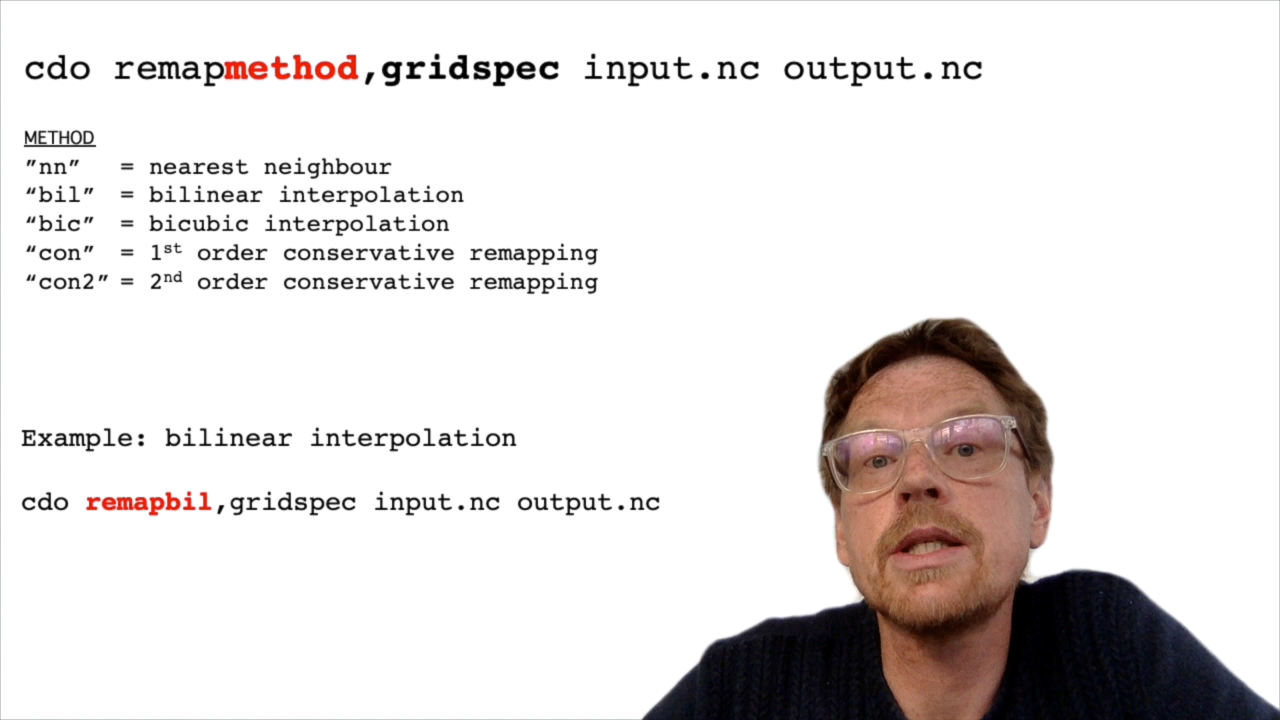 cdo remapmethod,gridspec input.nc output.nc
METHOD
”nn” = nearest neighbour
“bil” = bilinear interpolation
“bic” = bicubic interpolation
“con” = 1st order conservative remapping
“con2” = 2nd order conservative remapping
Example: bilinear interpolation
cdo remapbil,gridspec input.nc output.nc